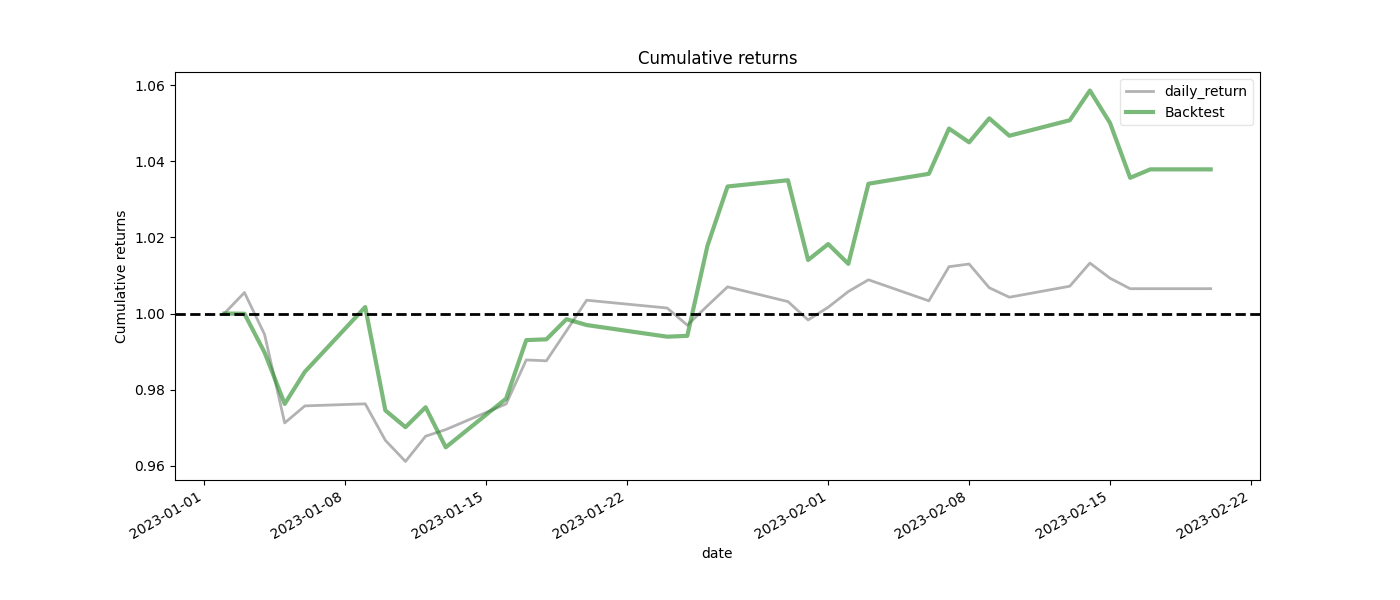 Cumulative returns
daily_return
Backtest
Cumulative returns
1.06
1.04
1.02
1.00
0.98
0.96
2023-01-01
2023-01-08
2023-01-15
2023-01-22
2023-02-01
2023-02-08
2023-02-15
2023-02-22
date